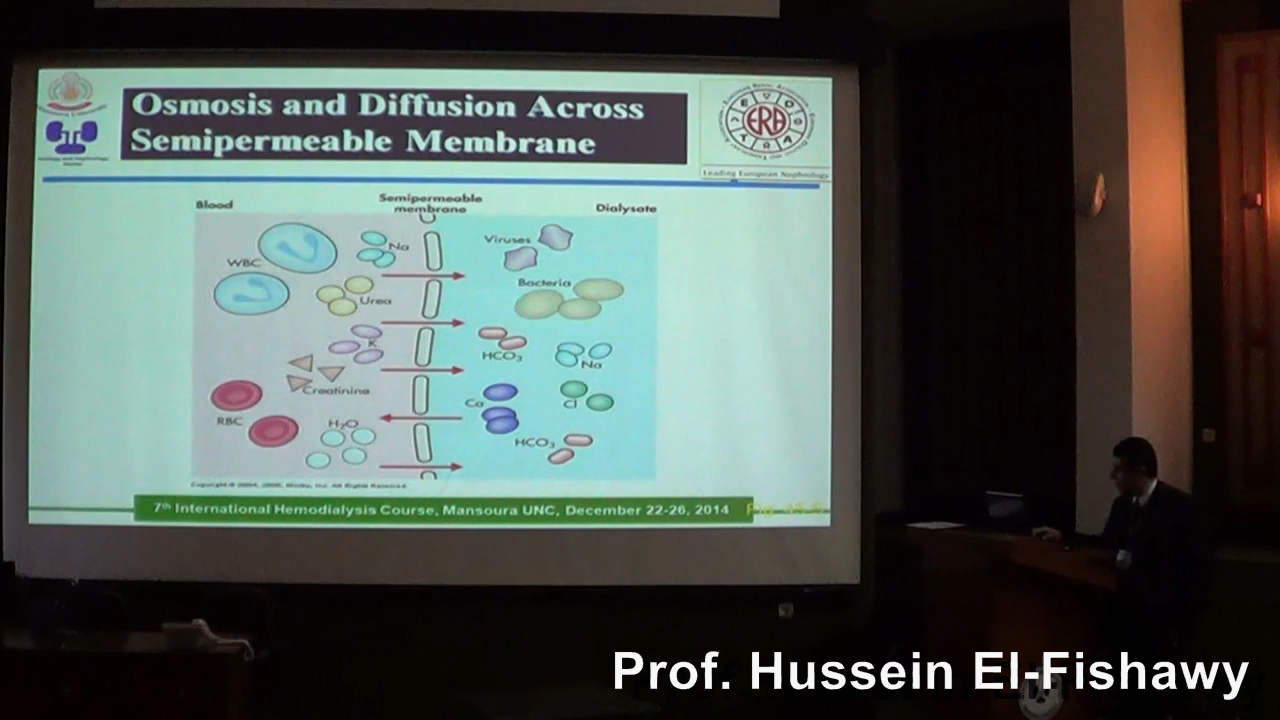 Osmosis and Diffusion Across
Semipermeable Membrane
ERA
Leading European Nephrology
Blood
Semipermeable
membrane
Dialysate
WBC
Na
Viruses
Urea
Bacteria
K
HCO₃
Na
Creatinine
Ca
Cl
RBC
H₂O
HCO₃
7th International Hemodialysis Course, Mansoura UNC, December 22-26, 2014
Prof. Hussein El-Fishawy